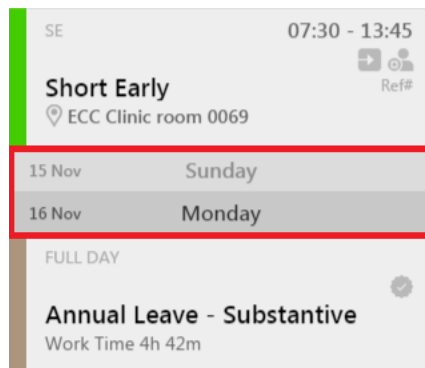 SE 07:30 - 13:45
Short Early Ref#
ECC Clinic room 0069
15 Nov Sunday
16 Nov Monday
FULL DAY
Annual Leave - Substantive
Work Time 4h 42m